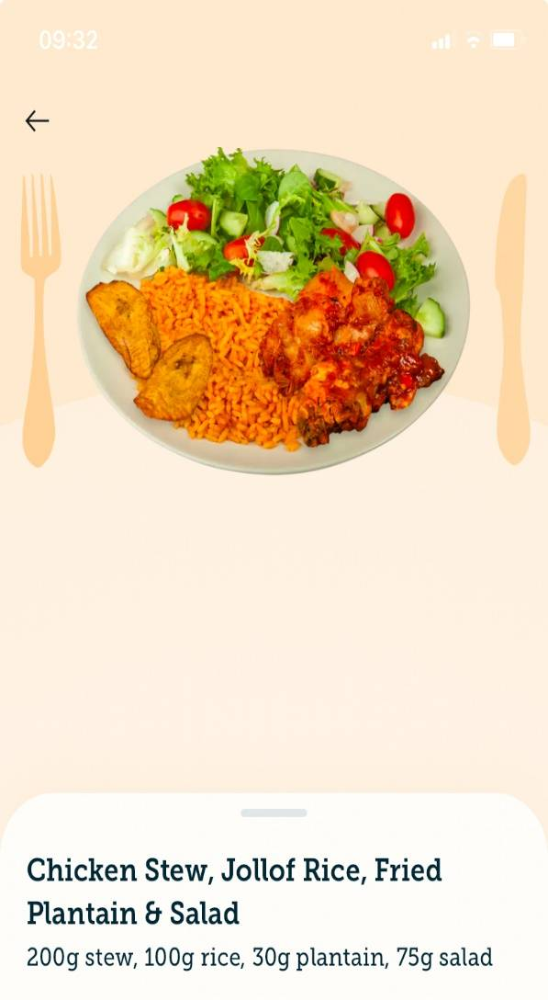 09:32
Chicken Stew, Jollof Rice, Fried
Plantain & Salad
200g stew, 100g rice, 30g plantain, 75g salad